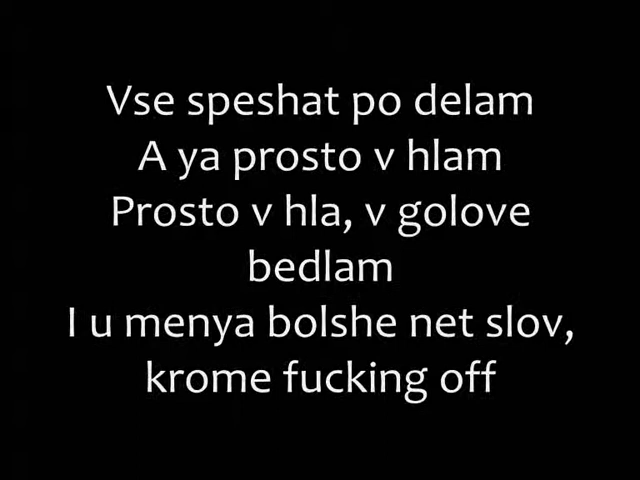 Vse speshat po delam
A ya prosto v hlam
Prosto v hla, v golove
bedlam
I u menya bolshe net slov,
krome fucking off